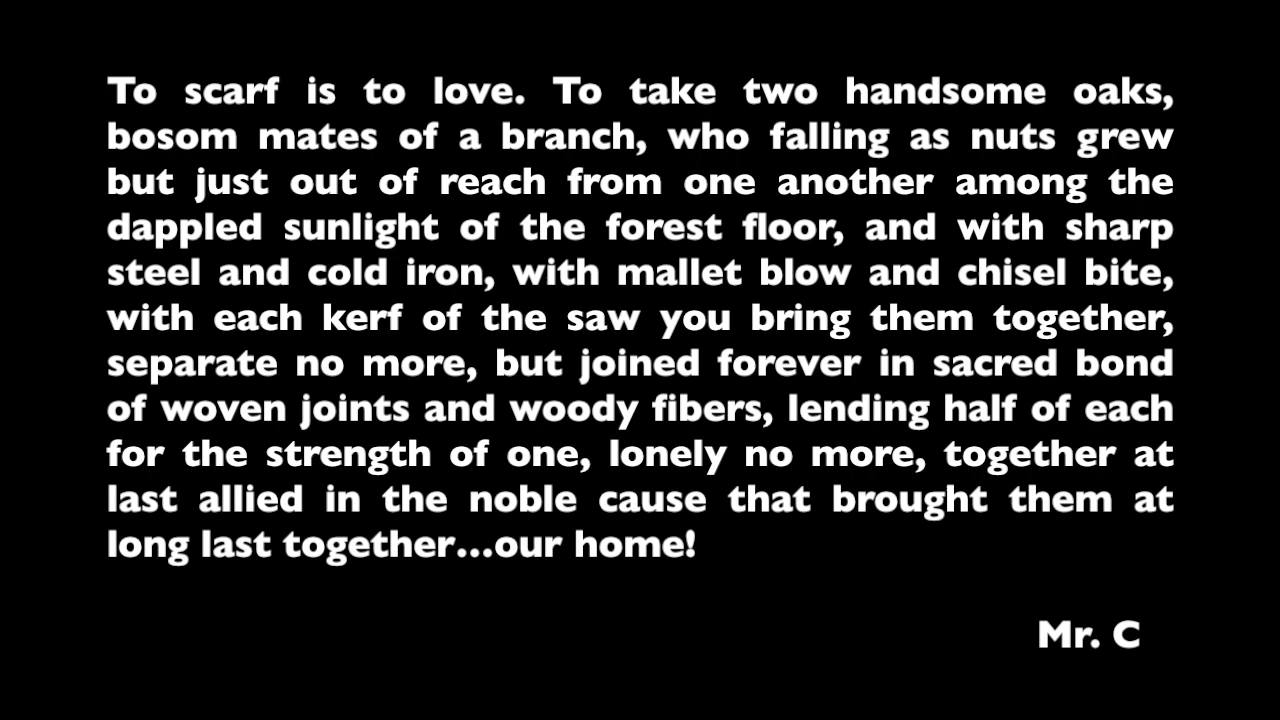 To scarf is to love. To take two handsome oaks,
bosom mates of a branch, who falling as nuts grew
but just out of reach from one another among the
dappled sunlight of the forest floor, and with sharp
steel and cold iron, with mallet blow and chisel bite,
with each kerf of the saw you bring them together,
separate no more, but joined forever in sacred bond
of woven joints and woody fibers, lending half of each
for the strength of one, lonely no more, together at
last allied in the noble cause that brought them at
long last together...our home!
Mr. C